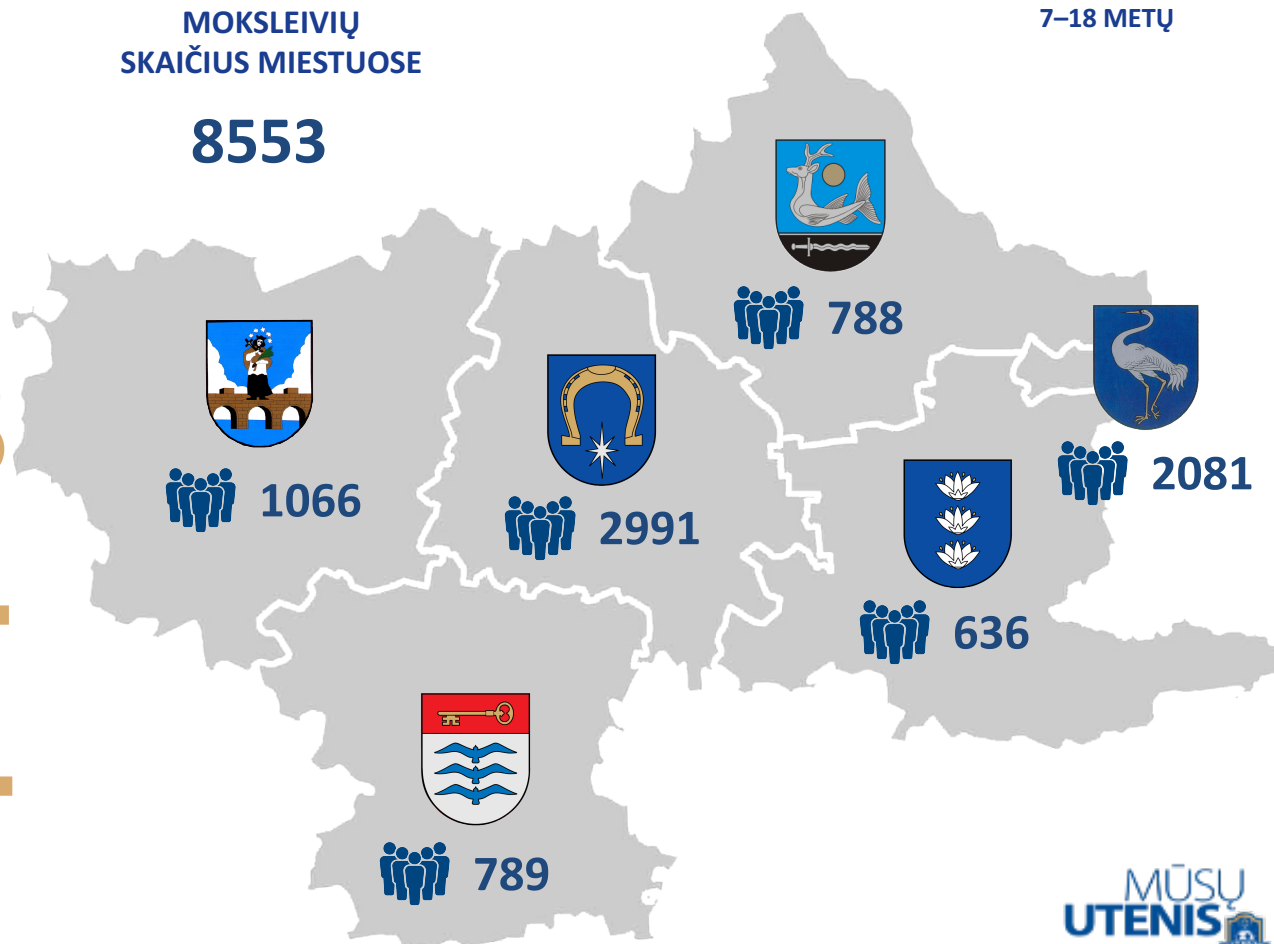 MOKSLEIVIŲ
SKAIČIUS MIESTUOSE
8553
7–18 METŲ
788
2081
1066
2991
636
789
MŪSŲ
UTENIS